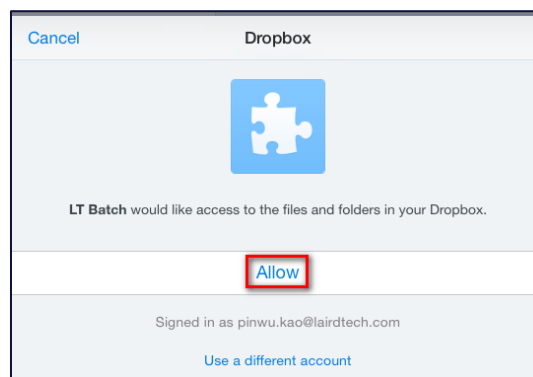 Cancel Dropbox
LT Batch would like access to the files and folders in your Dropbox.
Allow
Signed in as pinwu.kao@lairdtech.com
Use a different account